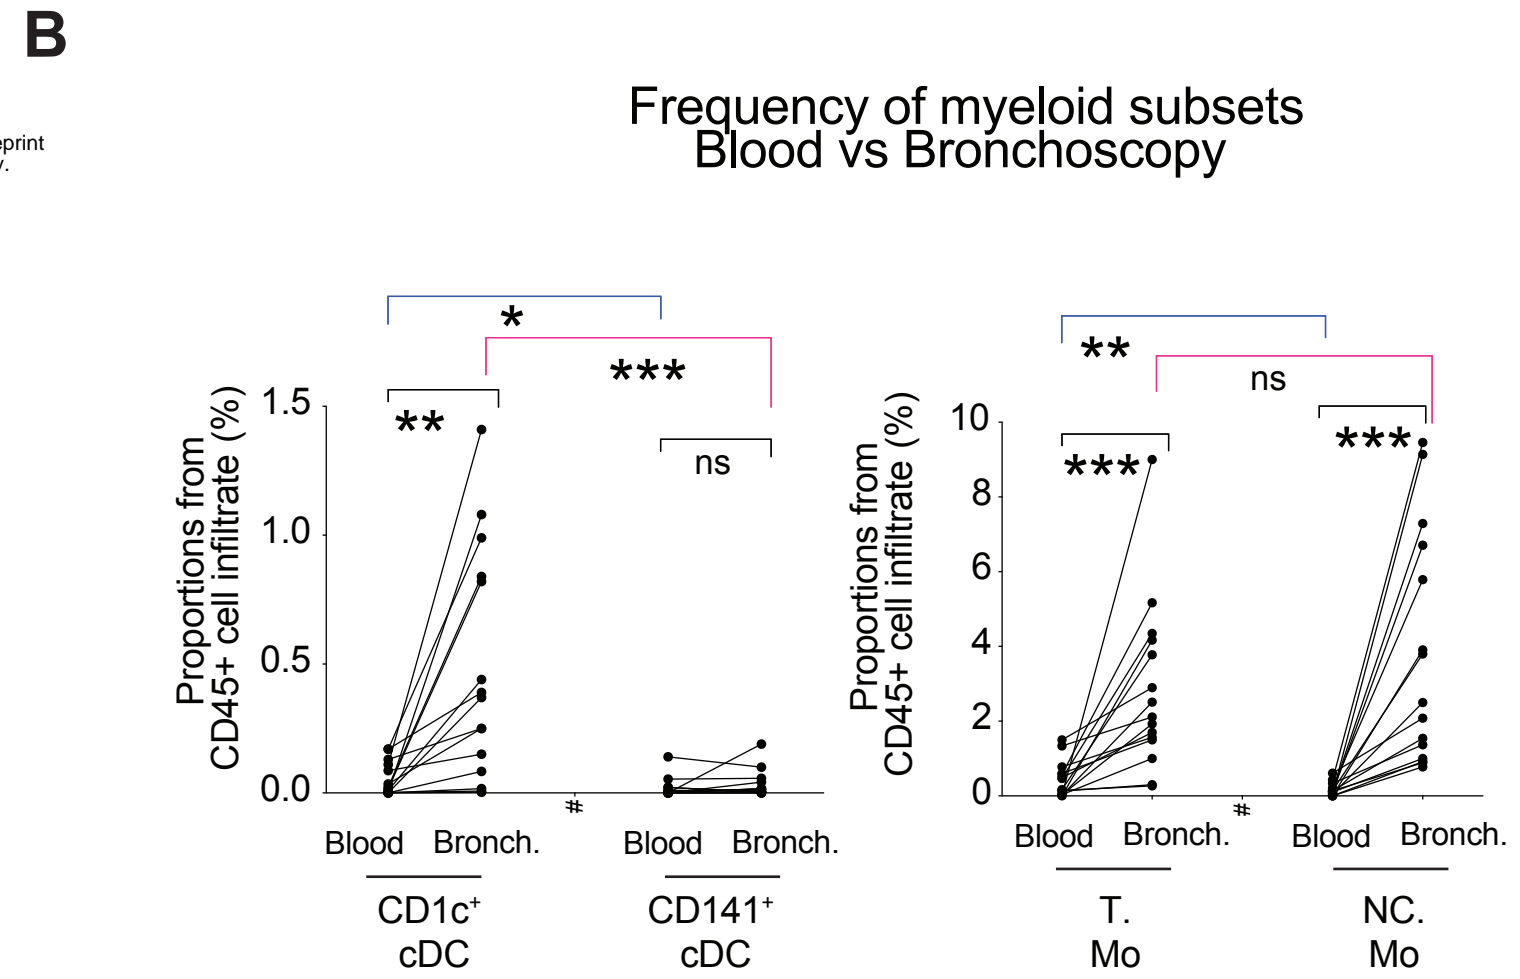 B
eprint
y.
Frequency of myeloid subsets
Blood vs Bronchoscopy
*
***
**
ns
Proportions from
CD45+ cell infiltrate (%)
1.5
1.0
0.5
0.0
#
Blood Bronch. Blood Bronch.
CD1c+ CD141+
cDC cDC
**
ns
***
***
Proportions from
CD45+ cell infiltrate (%)
10
8
6
4
2
0
#
Blood Bronch. Blood Bronch.
T. NC.
Mo Mo